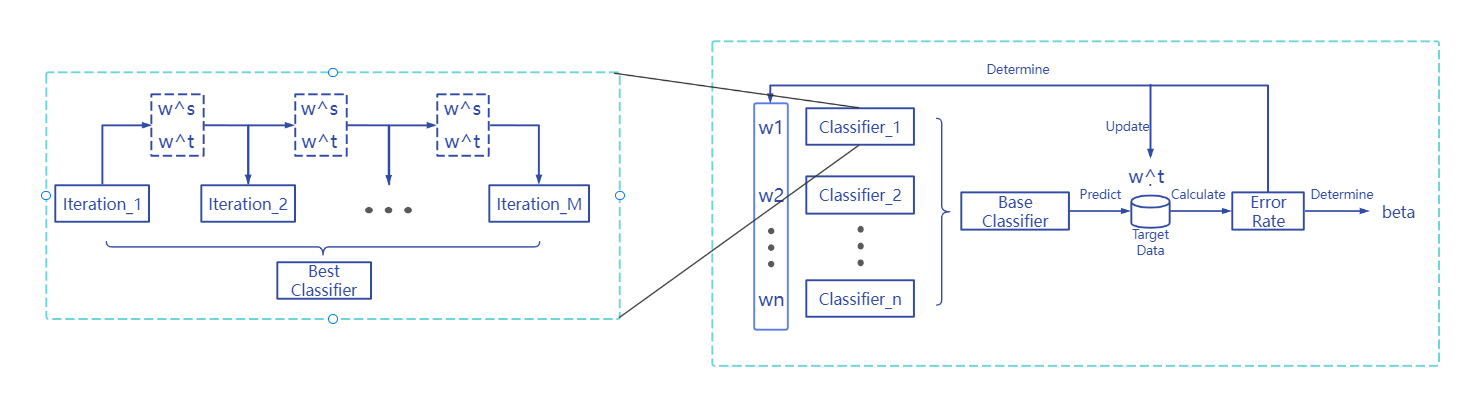 w^s
w^t
w^s
w^t
w^s
w^t
Iteration_1
Iteration_2
Iteration_M
Best
Classifier
Determine
w1
w2
wn
Classifier_1
Classifier_2
Classifier_n
Base
Classifier
Predict
Update
w^t
Target
Data
Calculate
Error
Rate
Determine
beta